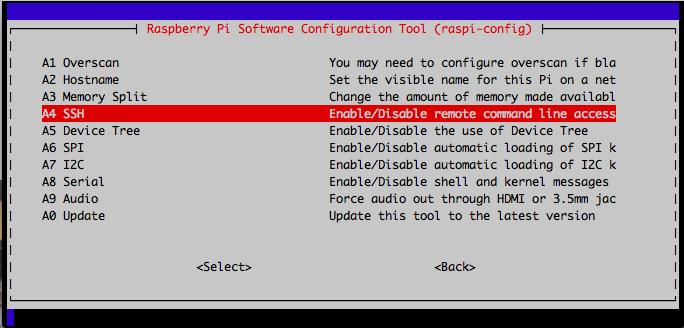 Raspberry Pi Software Configuration Tool (raspi-config)
A1 Overscan You may need to configure overscan if bla
A2 Hostname Set the visible name for this Pi on a net
A3 Memory Split Change the amount of memory made availabl
A4 SSH Enable/Disable remote command line access
A5 Device Tree Enable/Disable the use of Device Tree
A6 SPI Enable/Disable automatic loading of SPI k
A7 I2C Enable/Disable automatic loading of I2C k
A8 Serial Enable/Disable shell and kernel messages
A9 Audio Force audio out through HDMI or 3.5mm jac
A0 Update Update this tool to the latest version
<Select> <Back>